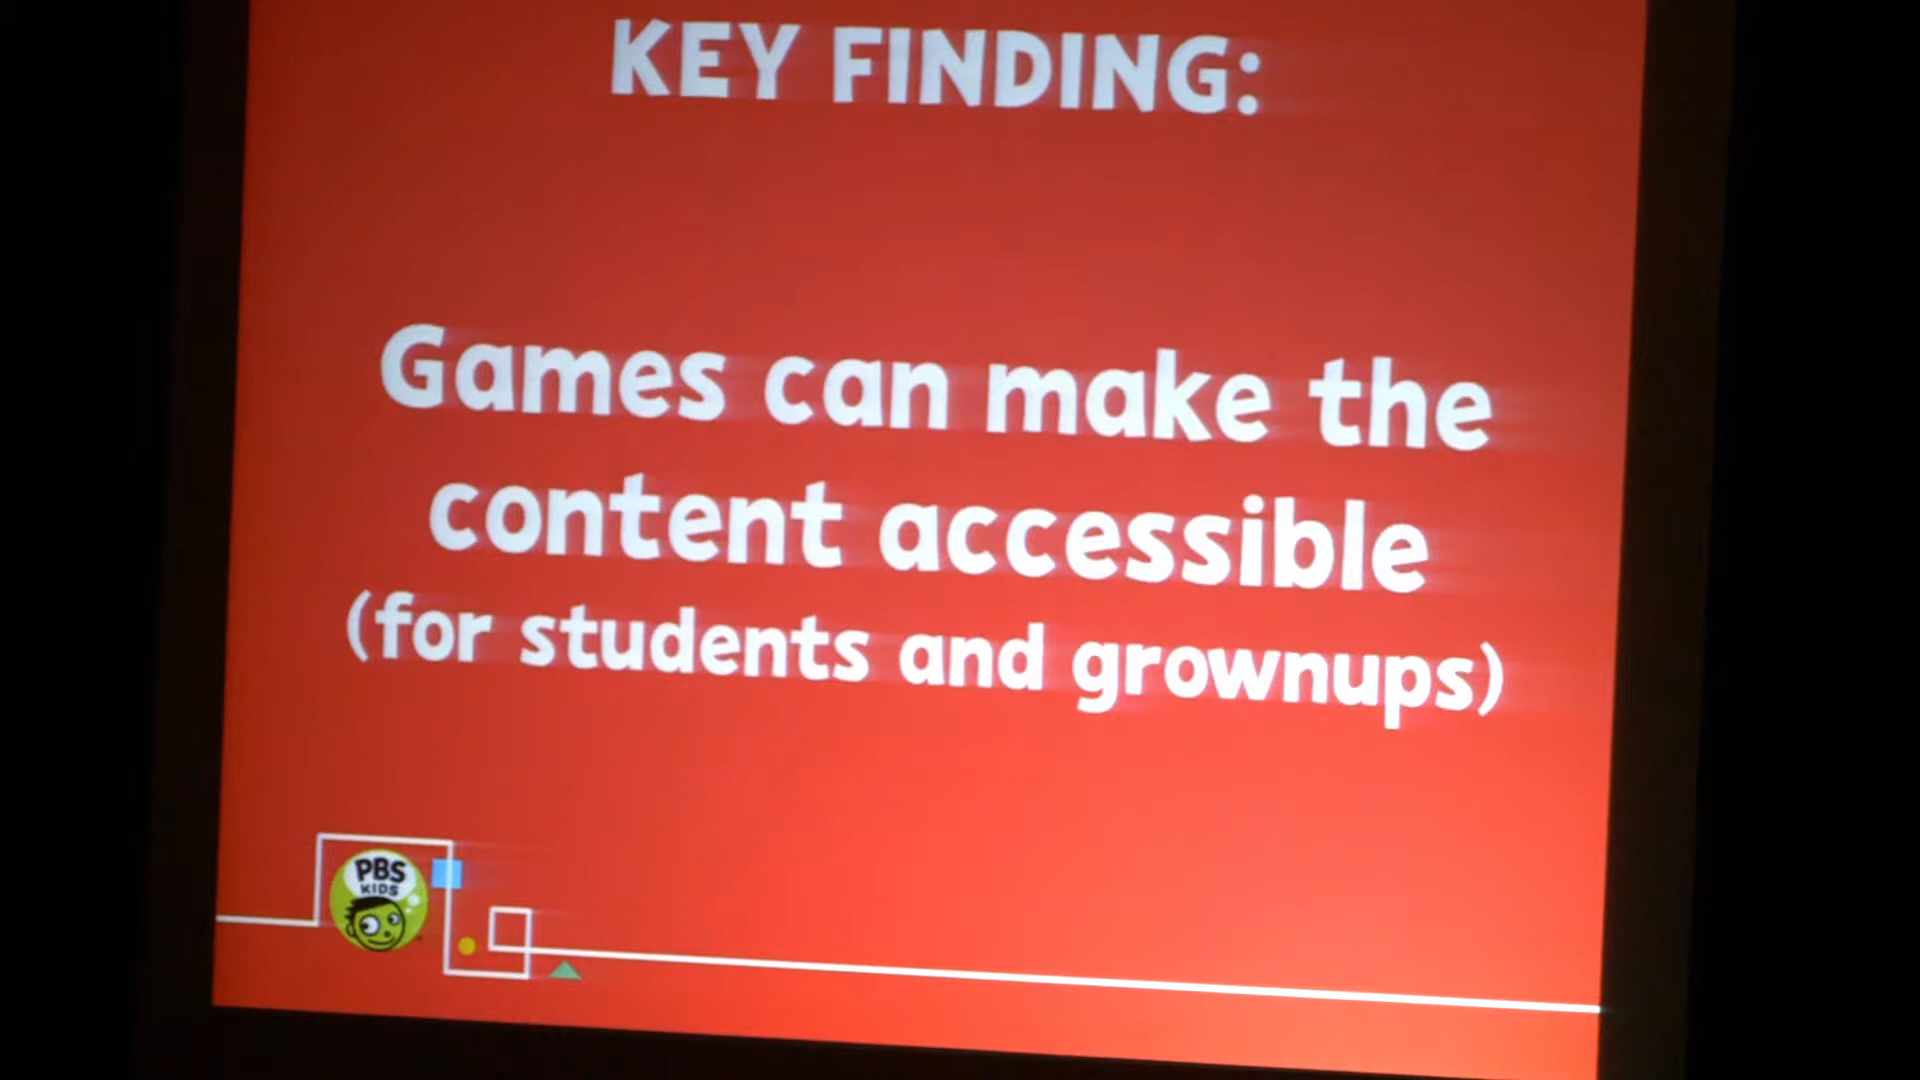 KEY FINDING:
Games can make the
content accessible
(for students and grownups)
PBS
KIDS